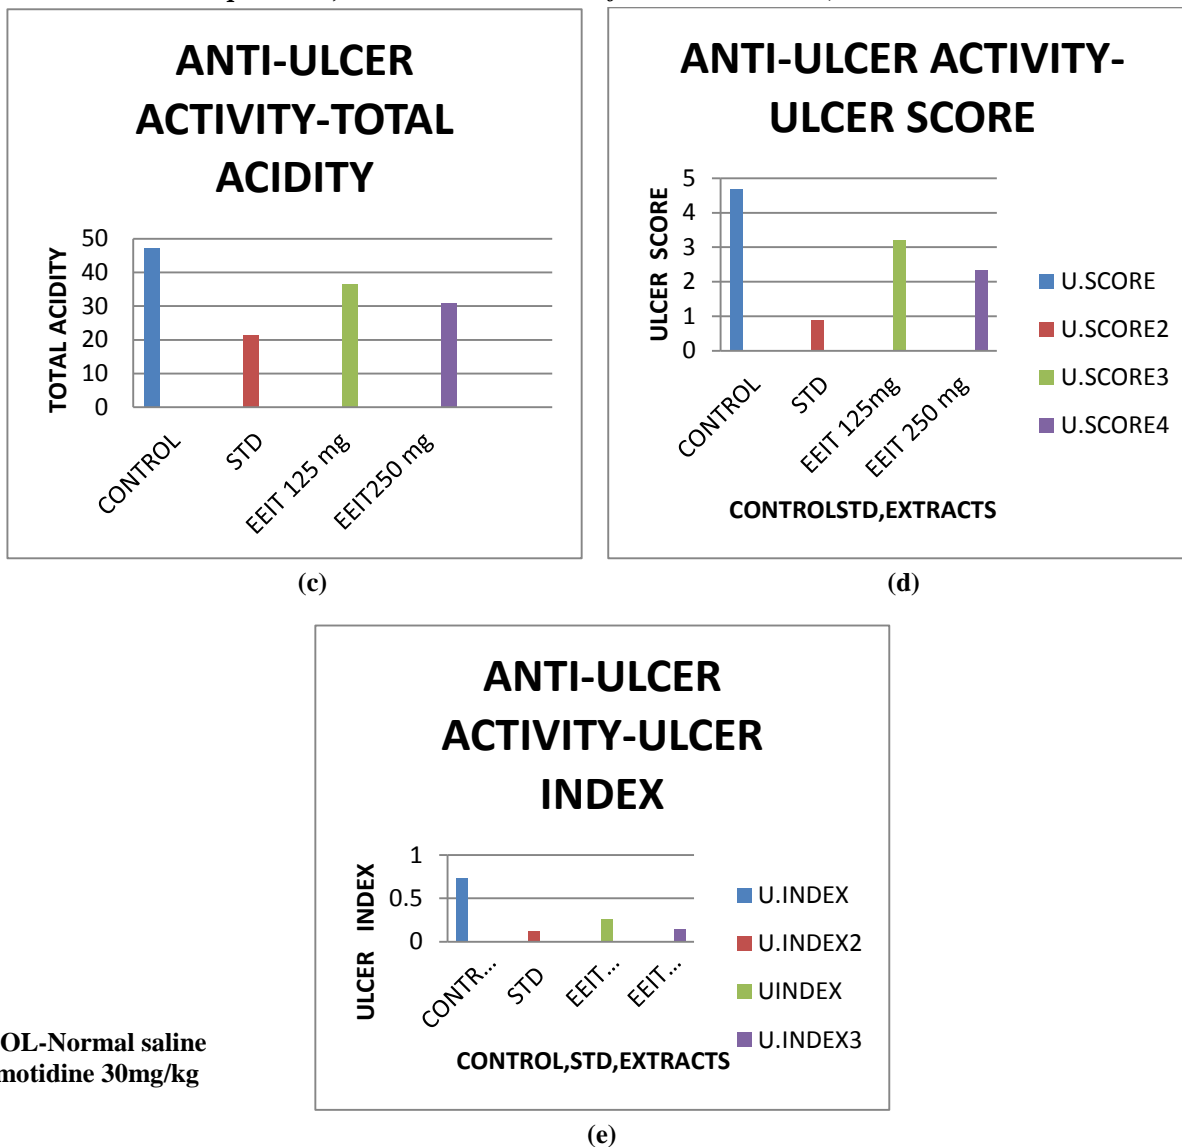 ANTI-ULCER
ACTIVITY-TOTAL
ACIDITY
TOTAL ACIDITY
50
40
30
20
10
0
CONTROL
STD
EEIT 125 mg
EEIT250 mg
(c)
ANTI-ULCER ACTIVITY-
ULCER SCORE
ULCER SCORE
5
4
3
2
1
0
CONTROL
STD
EEIT 125mg
EEIT 250 mg
CONTROLSTD,EXTRACTS
U.SCORE
U.SCORE2
U.SCORE3
U.SCORE4
(d)
ANTI-ULCER
ACTIVITY-ULCER
INDEX
ULCER INDEX
1
0.5
0
CONTR...
STD
EEIT...
EEIT...
CONTROL,STD,EXTRACTS
U.INDEX
U.INDEX2
UINDEX
U.INDEX3
OL-Normal saline
motidine 30mg/kg
(e)